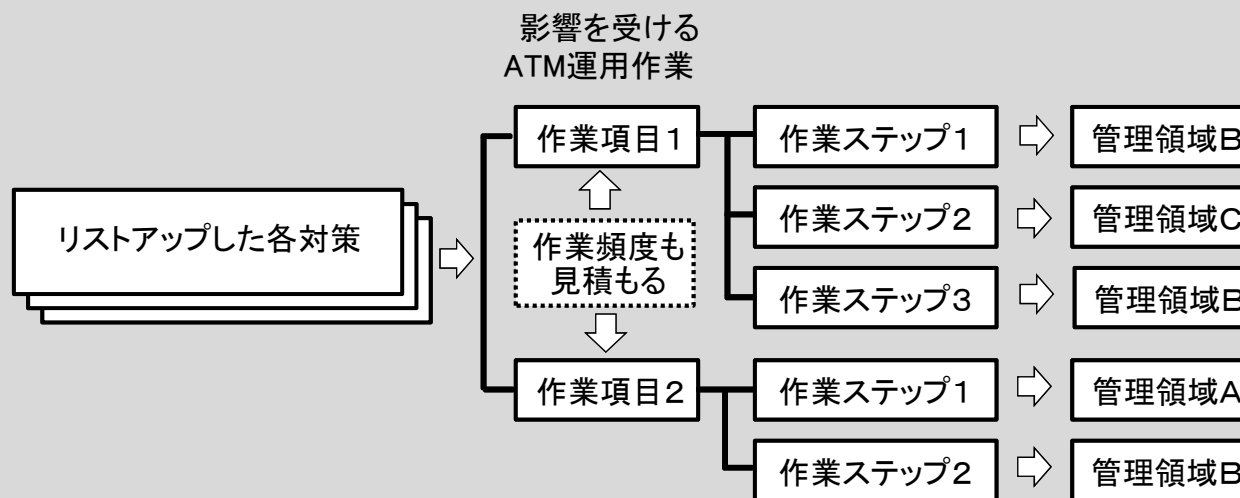 影響を受ける
ATM運用作業
作業項目1
作業ステップ1
管理領域B
リストアップした各対策
作業頻度も
見積もる
作業ステップ2
管理領域C
作業ステップ3
管理領域B
作業項目2
作業ステップ1
管理領域A
作業ステップ2
管理領域B